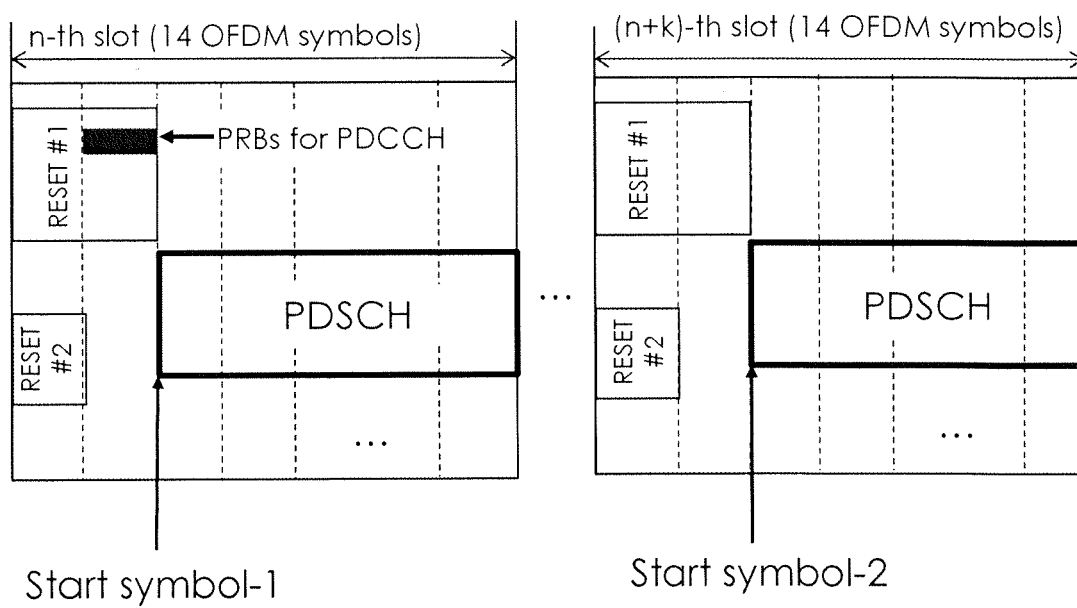 n-th slot (14 OFDM symbols)
(n+k)-th slot (14 OFDM symbols)
RESET #1
PRBs for PDCCH
RESET #1
PDSCH
...
PDSCH
RESET
#2
RESET
#2
...
...
Start symbol-1
Start symbol-2